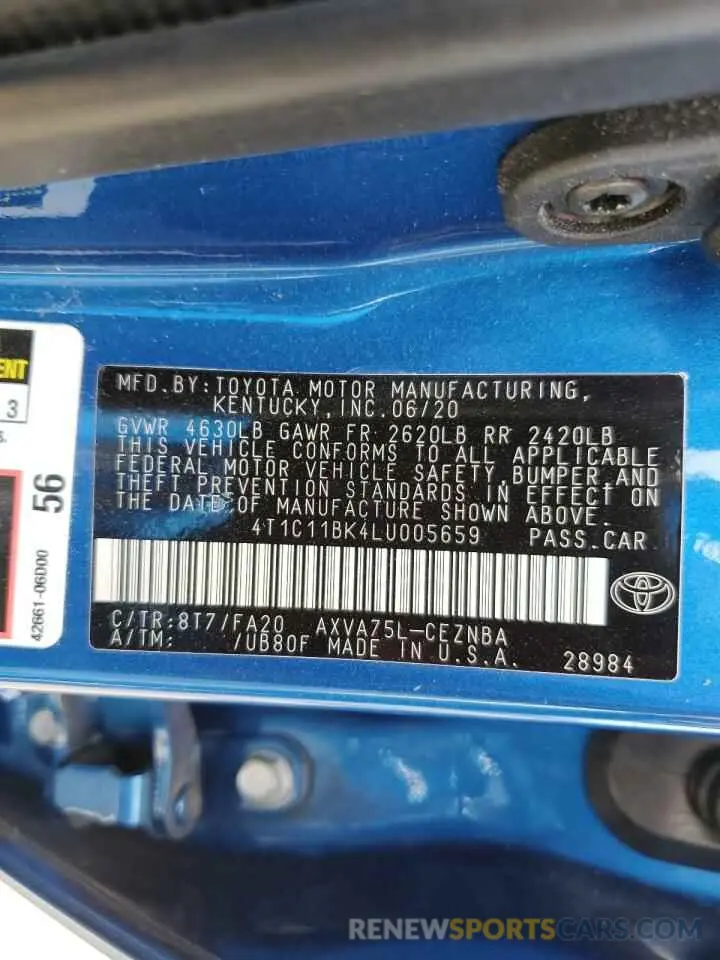 MFD.BY:TOYOTA MOTOR MANUFACTURING,
KENTUCKY,INC.06/20
GVWR 4630LB GAWR FR 2620LB RR 2420LB
THIS VEHICLE CONFORMS TO ALL APPLICABLE
FEDERAL MOTOR VEHICLE SAFETY,BUMPER,AND
THEFT PREVENTION STANDARDS IN EFFECT ON
THE DATE OF MANUFACTURE SHOWN ABOVE.
4T1C11BK4LU005659 PASS.CAR
C/TR:8T7/FA20 AXVA75L-CEZNBA
A/TM: /UB80F MADE IN U.S.A. 28984
ENT
3
s.
56
42661-06D00
RENEWSPORTSCARS.COM